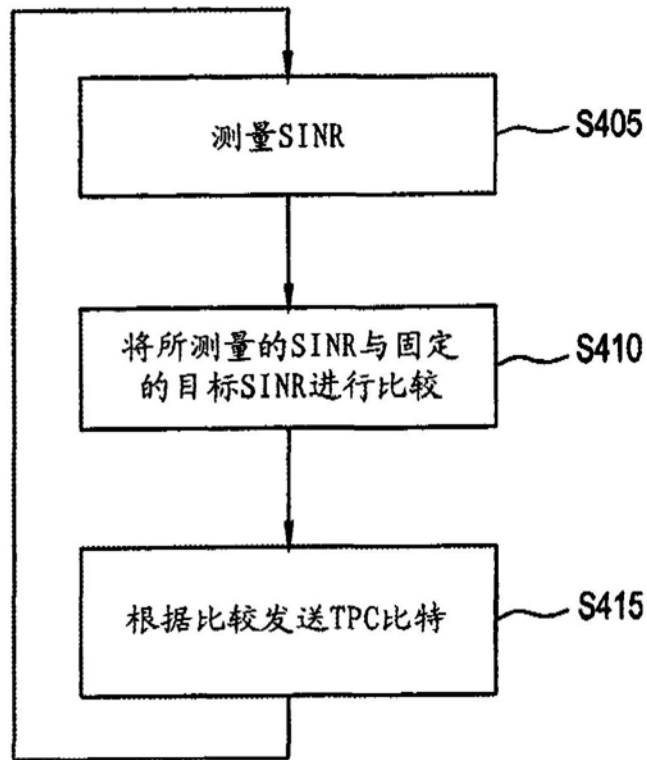 测量SINR
S405
将所测量的SINR与固定
的目标SINR进行比较
S410
根据比较发送TPC比特
S415